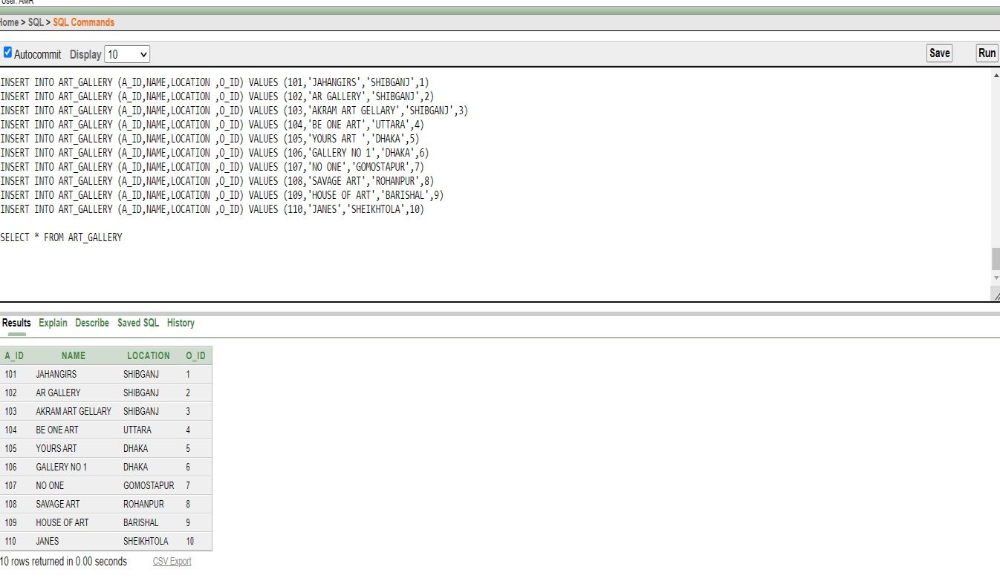 User: AMR
Home > SQL > SQL Commands
Autocommit Display 10 Save Run
INSERT INTO ART_GALLERY (A_ID,NAME,LOCATION ,O_ID) VALUES (101,'JAHANGIRS','SHIBGANJ',1)
INSERT INTO ART_GALLERY (A_ID,NAME,LOCATION ,O_ID) VALUES (102,'AR GALLERY','SHIBGANJ',2)
INSERT INTO ART_GALLERY (A_ID,NAME,LOCATION ,O_ID) VALUES (103,'AKRAM ART GELLARY','SHIBGANJ',3)
INSERT INTO ART_GALLERY (A_ID,NAME,LOCATION ,O_ID) VALUES (104,'BE ONE ART','UTTARA',4)
INSERT INTO ART_GALLERY (A_ID,NAME,LOCATION ,O_ID) VALUES (105,'YOURS ART ','DHAKA',5)
INSERT INTO ART_GALLERY (A_ID,NAME,LOCATION ,O_ID) VALUES (106,'GALLERY NO 1','DHAKA',6)
INSERT INTO ART_GALLERY (A_ID,NAME,LOCATION ,O_ID) VALUES (107,'NO ONE','GOMOSTAPUR',7)
INSERT INTO ART_GALLERY (A_ID,NAME,LOCATION ,O_ID) VALUES (108,'SAVAGE ART','ROHANPUR',8)
INSERT INTO ART_GALLERY (A_ID,NAME,LOCATION ,O_ID) VALUES (109,'HOUSE OF ART','BARISHAL',9)
INSERT INTO ART_GALLERY (A_ID,NAME,LOCATION ,O_ID) VALUES (110,'JANES','SHEIKHTOLA',10)
SELECT * FROM ART_GALLERY
Results Explain Describe Saved SQL History
A_ID NAME LOCATION O_ID
101 JAHANGIRS SHIBGANJ 1
102 AR GALLERY SHIBGANJ 2
103 AKRAM ART GELLARY SHIBGANJ 3
104 BE ONE ART UTTARA 4
105 YOURS ART DHAKA 5
106 GALLERY NO 1 DHAKA 6
107 NO ONE GOMOSTAPUR 7
108 SAVAGE ART ROHANPUR 8
109 HOUSE OF ART BARISHAL 9
110 JANES SHEIKHTOLA 10
10 rows returned in 0.00 seconds CSV Export